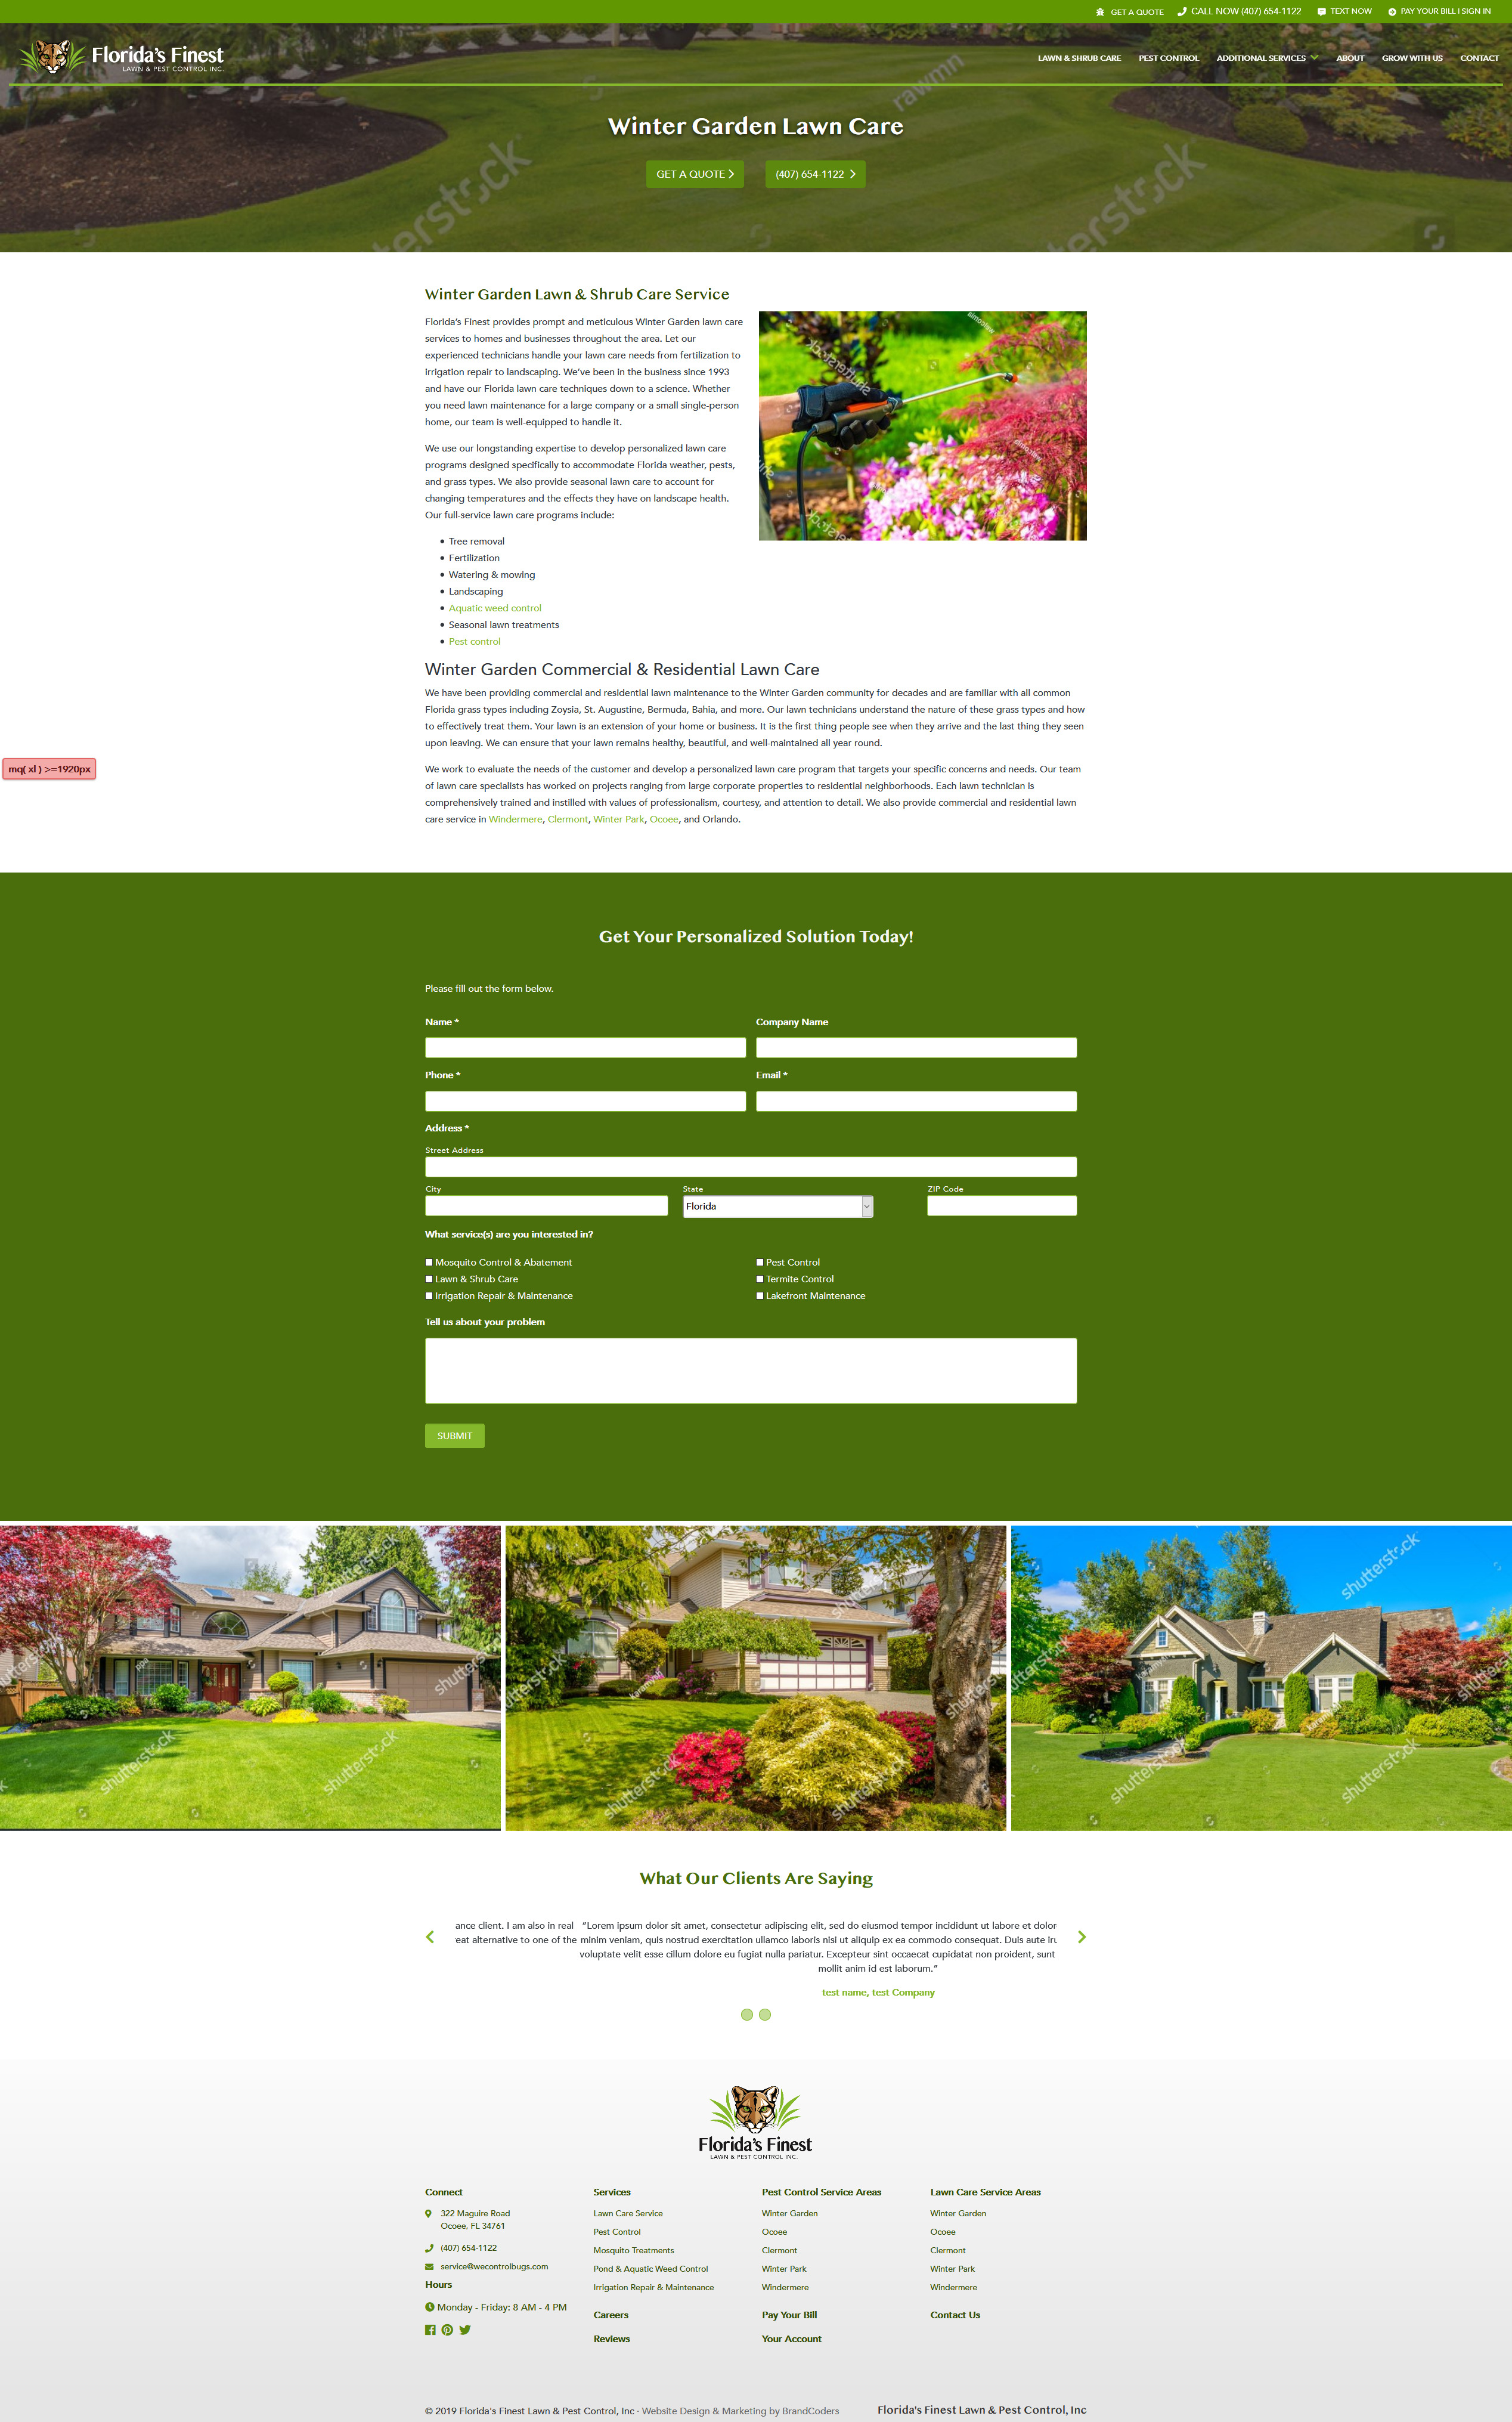 GET A QUOTE CALL NOW (407) 654-1122 TEXT NOW PAY YOUR BILL | SIGN IN
Florida's Finest
LAWN & PEST CONTROL INC.
LAWN & SHRUB CARE PEST CONTROL ADDITIONAL SERVICES ABOUT GROW WITH US CONTACT
rawmn
shutterstock
shutterstock
Winter Garden Lawn Care
GET A QUOTE (407) 654-1122
Winter Garden Lawn & Shrub Care Service
Florida's Finest provides prompt and meticulous Winter Garden lawn care
services to homes and businesses throughout the area. Let our
experienced technicians handle your lawn care needs from fertilization to
irrigation repair to landscaping. We've been in the business since 1993
and have our Florida lawn care techniques down to a science. Whether
you need lawn maintenance for a large company or a small single-person
home, our team is well-equipped to handle it.
We use our longstanding expertise to develop personalized lawn care
programs designed specifically to accommodate Florida weather, pests,
and grass types. We also provide seasonal lawn care to account for
changing temperatures and the effects they have on landscape health.
Our full-service lawn care programs include:
• Tree removal
• Fertilization
• Watering & mowing
• Landscaping
• Aquatic weed control
• Seasonal lawn treatments
• Pest control
Winter Garden Commercial & Residential Lawn Care
We have been providing commercial and residential lawn maintenance to the Winter Garden community for decades and are familiar with all common
Florida grass types including Zoysia, St. Augustine, Bermuda, Bahia, and more. Our lawn technicians understand the nature of these grass types and how
to effectively treat them. Your lawn is an extension of your home or business. It is the first thing people see when they arrive and the last thing they seen
upon leaving. We can ensure that your lawn remains healthy, beautiful, and well-maintained all year round.
mq( xl ) >=1920px
We work to evaluate the needs of the customer and develop a personalized lawn care program that targets your specific concerns and needs. Our team
of lawn care specialists has worked on projects ranging from large corporate properties to residential neighborhoods. Each lawn technician is
comprehensively trained and instilled with values of professionalism, courtesy, and attention to detail. We also provide commercial and residential lawn
care service in Windermere, Clermont, Winter Park, Ocoee, and Orlando.
Get Your Personalized Solution Today!
Please fill out the form below.
Name * Company Name
Phone * Email *
Address *
Street Address
City State ZIP Code
Florida
What service(s) are you interested in?
Mosquito Control & Abatement Pest Control
Lawn & Shrub Care Termite Control
Irrigation Repair & Maintenance Lakefront Maintenance
Tell us about your problem
SUBMIT
shutterstock
shutterstock
shutterstock
What Our Clients Are Saying
ance client. I am also in real "Lorem ipsum dolor sit amet, consectetur adipiscing elit, sed do eiusmod tempor incididunt ut labore et dolor
eat alternative to one of the minim veniam, quis nostrud exercitation ullamco laboris nisi ut aliquip ex ea commodo consequat. Duis aute iru
voluptate velit esse cillum dolore eu fugiat nulla pariatur. Excepteur sint occaecat cupidatat non proident, sunt
mollit anim id est laborum."
test name, test Company
Florida's Finest
LAWN & PEST CONTROL INC.
Connect
322 Maguire Road
Ocoee, FL 34761
(407) 654-1122
service@wecontrolbugs.com
Hours
Monday - Friday: 8 AM - 4 PM
Services
Lawn Care Service
Pest Control
Mosquito Treatments
Pond & Aquatic Weed Control
Irrigation Repair & Maintenance
Careers
Reviews
Pest Control Service Areas
Winter Garden
Ocoee
Clermont
Winter Park
Windermere
Pay Your Bill
Your Account
Lawn Care Service Areas
Winter Garden
Ocoee
Clermont
Winter Park
Windermere
Contact Us
© 2019 Florida's Finest Lawn & Pest Control, Inc · Website Design & Marketing by BrandCoders Florida's Finest Lawn & Pest Control, Inc